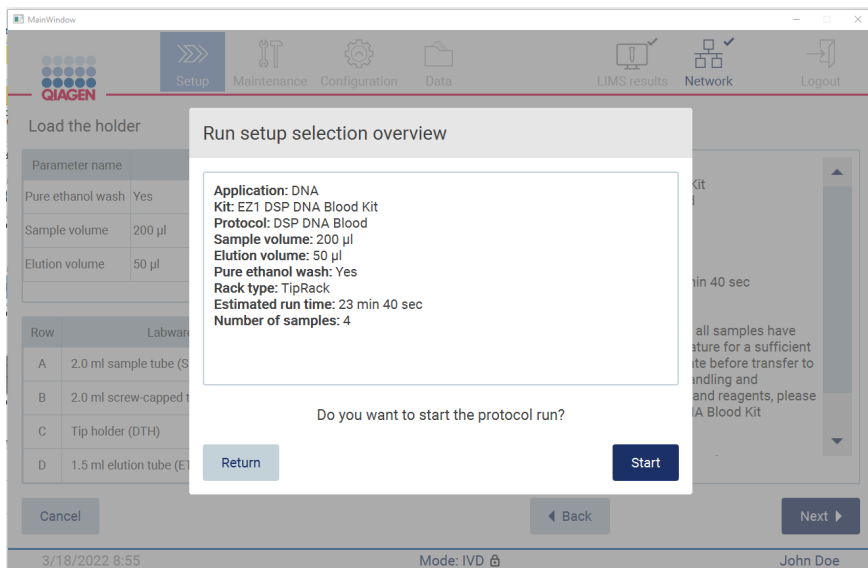 MainWindow
QIAGEN
Setup
Maintenance
Configuration
Data
LIMS results
Network
Logout
Load the holder
Parameter name
Pure ethanol wash Yes
Sample volume 200 µl
Elution volume 50 µl
Row
A 2.0 ml sample tube (S
B 2.0 ml screw-capped t
C Tip holder (DTH)
D 1.5 ml elution tube (ET
Run setup selection overview
Application: DNA
Kit: EZ1 DSP DNA Blood Kit
Protocol: DSP DNA Blood
Sample volume: 200 µl
Elution volume: 50 µl
Pure ethanol wash: Yes
Rack type: TipRack
Estimated run time: 23 min 40 sec
Number of samples: 4
Do you want to start the protocol run?
Return
Start
Kit
in 40 sec
all samples have
ature for a sufficient
te before transfer to
andling and
and reagents, please
A Blood Kit
Cancel
Back
Next
3/18/2022 8:55
Mode: IVD
John Doe